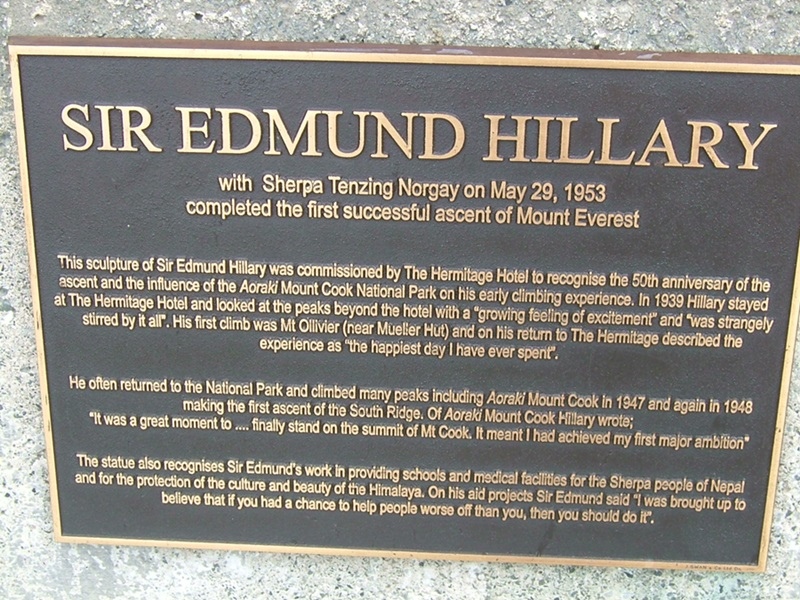 SIR EDMUND HILLARY
with Sherpa Tenzing Norgay on May 29, 1953
completed the first successful ascent of Mount Everest
This sculpture of Sir Edmund Hillary was commissioned by The Hermitage Hotel to recognise the 50th anniversary of the
ascent and the influence of the Aoraki Mount Cook National Park on his early climbing experience. In 1939 Hillary stayed
at The Hermitage Hotel and looked at the peaks beyond the hotel with a "growing feeling of excitement" and "was strangely
stirred by it all". His first climb was Mt Ollivier (near Mueller Hut) and on his return to The Hermitage described the
experience as "the happiest day I have ever spent".
He often returned to the National Park and climbed many peaks including Aoraki Mount Cook in 1947 and again in 1948
making the first ascent of the South Ridge. Of Aoraki Mount Cook Hillary wrote;
"It was a great moment to .... finally stand on the summit of Mt Cook. It meant I had achieved my first major ambition"
The statue also recognises Sir Edmund's work in providing schools and medical facilities for the Sherpa people of Nepal
and for the protection of the culture and beauty of the Himalaya. On his aid projects Sir Edmund said "I was brought up to
believe that if you had a chance to help people worse off than you, then you should do it".